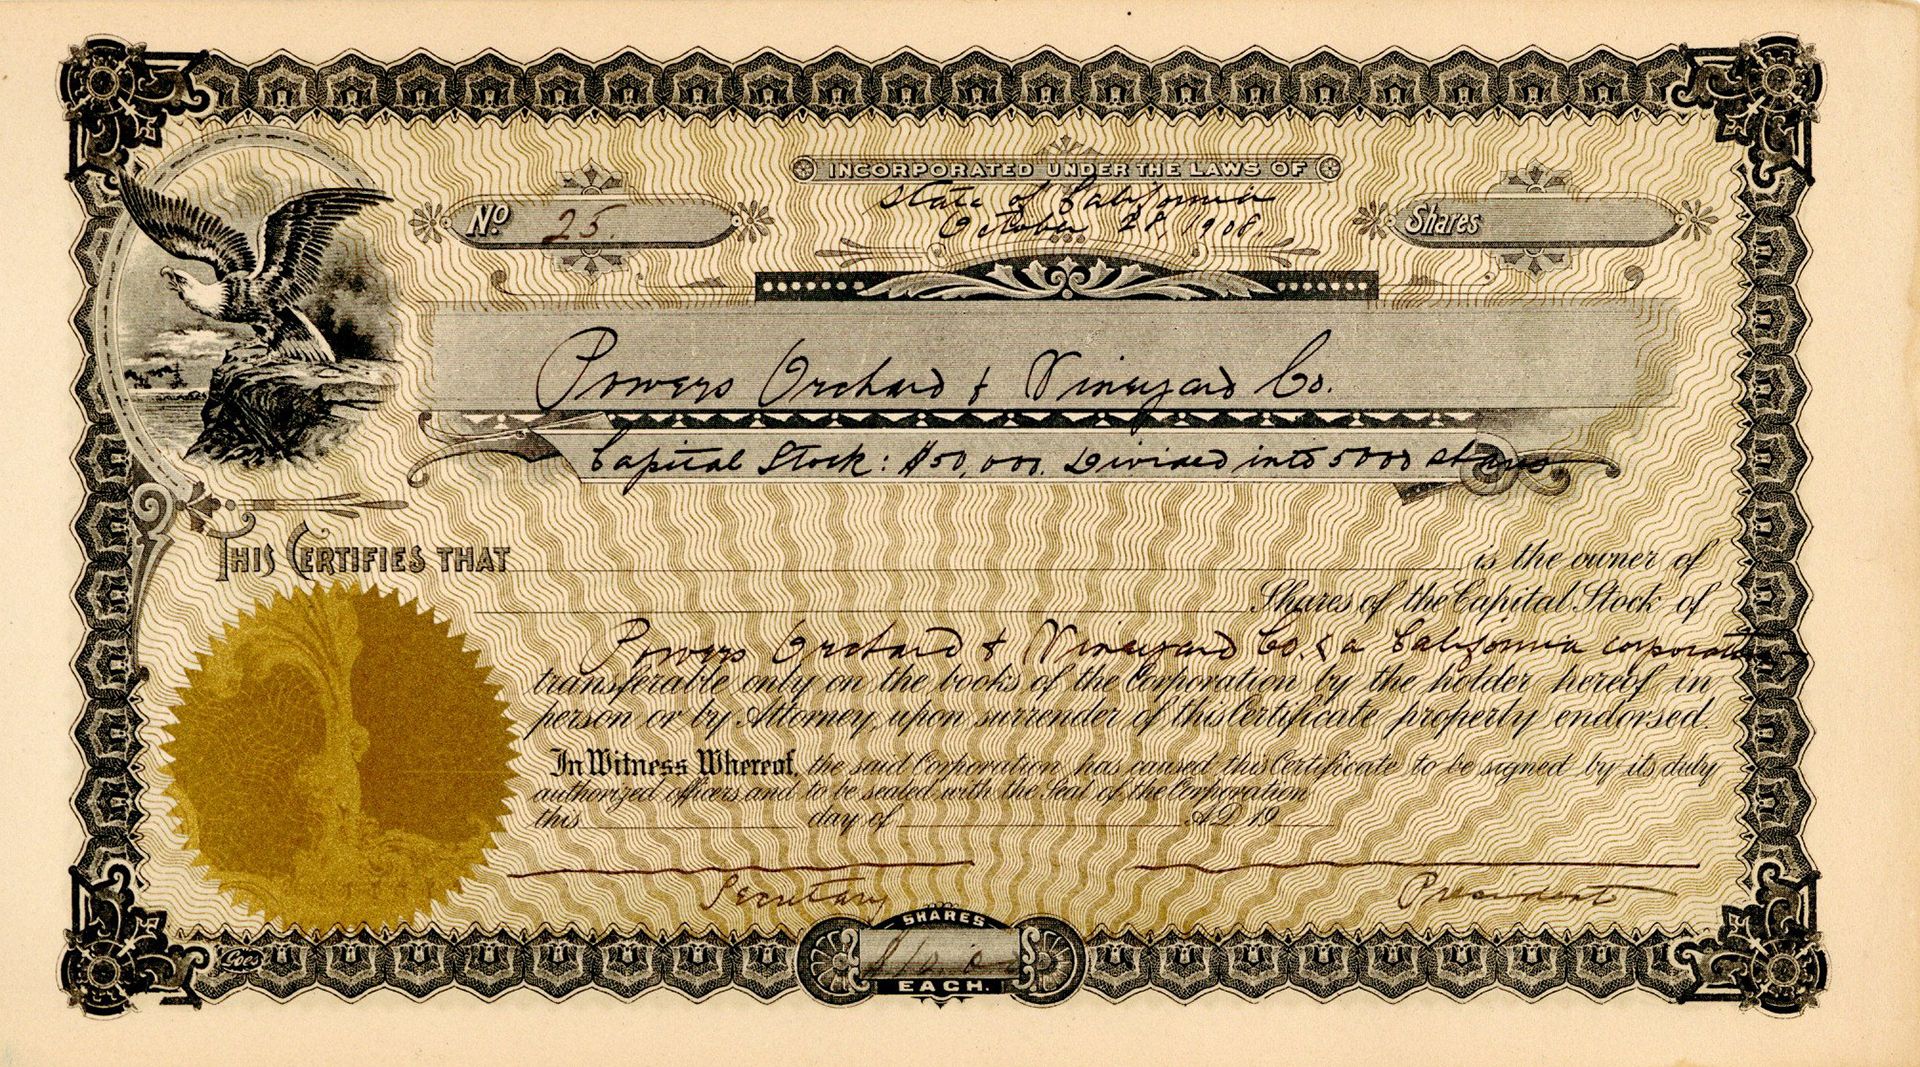 INCORPORATED UNDER THE LAWS OF
State of California
October 28, 1908.
No. 25.
Shares
Powers Orchard & Vineyard Co.
Capital Stock: $50,000. Divided into 5000 shares
THIS CERTIFIES THAT is the owner of
Shares of the Capital Stock of
Powers Orchard & Vineyard Co., a California corporation
transferable only on the books of the Corporation by the holder hereof in
person or by Attorney, upon surrender of this Certificate properly endorsed.
In Witness Whereof, the said Corporation has caused this Certificate to be signed by its duly
authorized officers and to be sealed with the Seal of the Corporation
this day of A.D. 19
Secretary President
SHARES
$10.00
EACH.
Goes